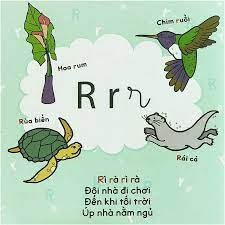 Chim ruồi
Hoa rum
R r r
Rùa biển
Rái cá
Rì rà rì rà
Đội nhà đi chơi
Đến khi tối trời
Úp nhà nằm ngủ